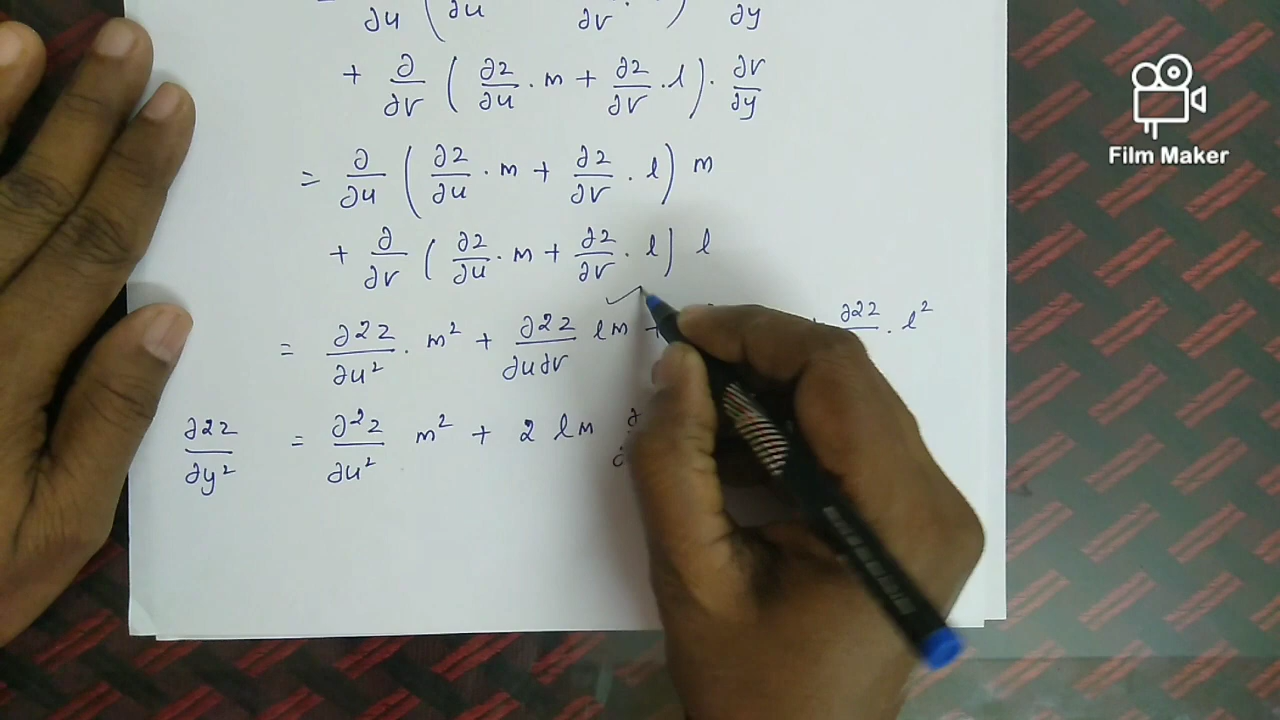 ∂u ( ∂u ∂v . ) ∂y
+ ∂/∂v ( ∂z/∂u . m + ∂z/∂v . l ) . ∂v/∂y
= ∂/∂u ( ∂z/∂u . m + ∂z/∂v . l ) m
+ ∂/∂v ( ∂z/∂u . m + ∂z/∂v . l ) l
= ∂2z/∂u² . m² + ∂2z/∂u∂v lm + ∂2z . l²
∂2z/∂y² = ∂²z/∂u² m² + 2 lm
Film Maker